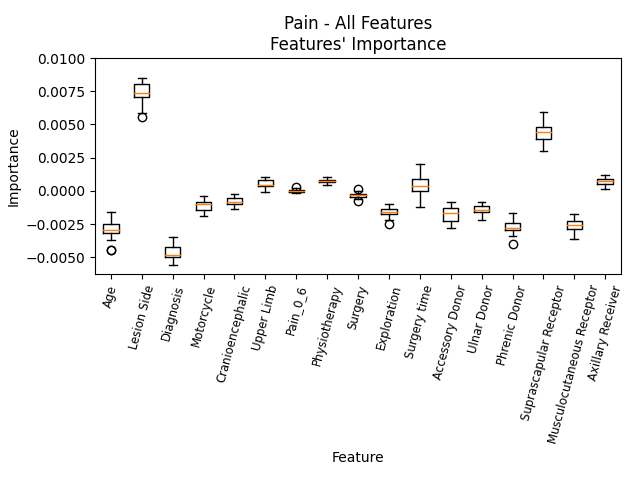 Pain - All Features
Features' Importance
Importance
0.0100
0.0075
0.0050
0.0025
0.0000
−0.0025
−0.0050
Age
Lesion Side
Diagnosis
Motorcycle
Cranioencephalic
Upper Limb
Pain_0_6
Physiotherapy
Surgery
Exploration
Surgery time
Accessory Donor
Ulnar Donor
Phrenic Donor
Suprascapular Receptor
Musculocutaneous Receptor
Axillary Receiver
Feature